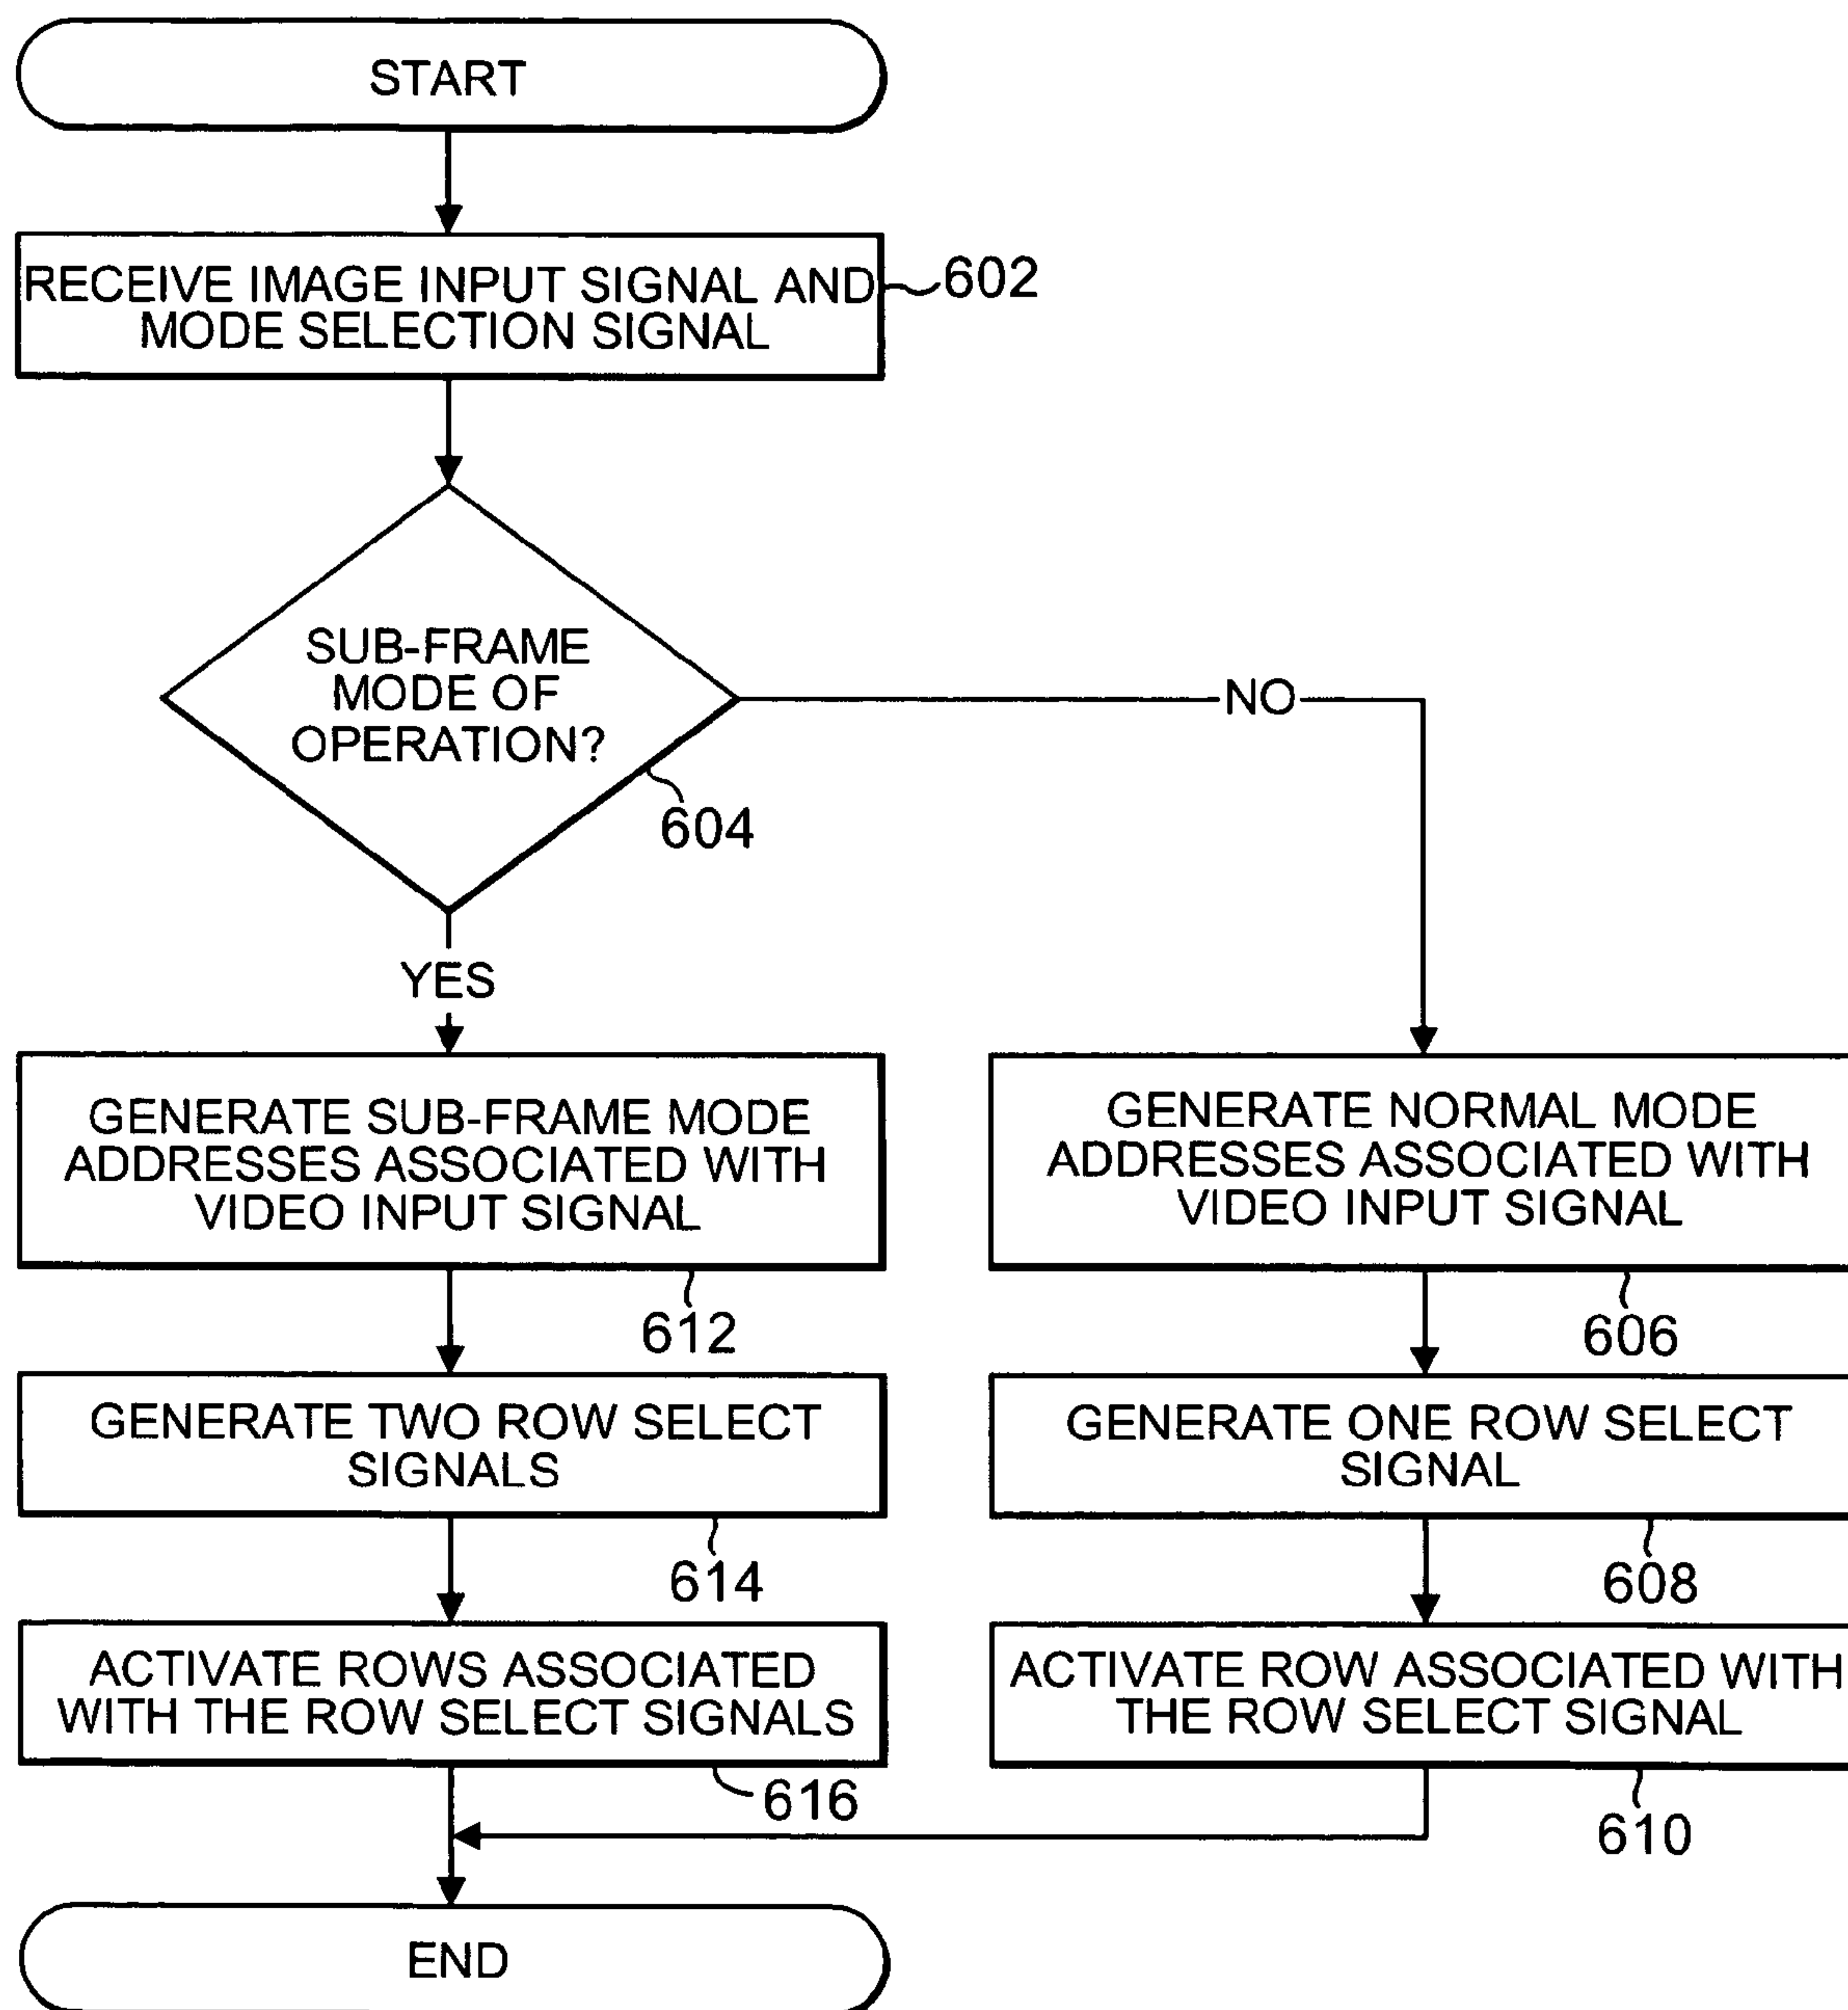 START
RECEIVE IMAGE INPUT SIGNAL AND
MODE SELECTION SIGNAL
602
SUB-FRAME
MODE OF
OPERATION?
604
NO
YES
GENERATE SUB-FRAME MODE
ADDRESSES ASSOCIATED WITH
VIDEO INPUT SIGNAL
612
GENERATE NORMAL MODE
ADDRESSES ASSOCIATED WITH
VIDEO INPUT SIGNAL
606
GENERATE TWO ROW SELECT
SIGNALS
614
GENERATE ONE ROW SELECT
SIGNAL
608
ACTIVATE ROWS ASSOCIATED
WITH THE ROW SELECT SIGNALS
616
ACTIVATE ROW ASSOCIATED WITH
THE ROW SELECT SIGNAL
610
END